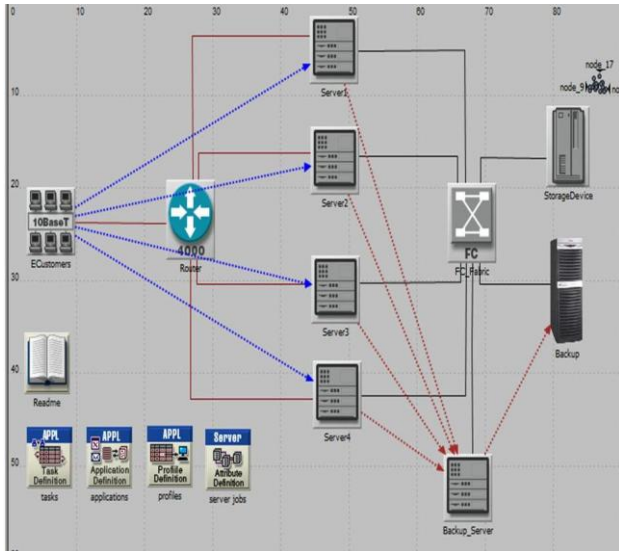 0 10 20 30 40 50 60 70 80
node_17
node_9
10
Server1
20
StorageDevice
Server2
10BaseT
4000
Router
FC
FC_Fabric
ECustomers
30
Server3
Backup
40
Readme
Server4
APPL APPL APPL Server
Task Definition
Application Definition
Profile Definition
Attribute Definition
tasks applications profiles server jobs
50
Backup_Server